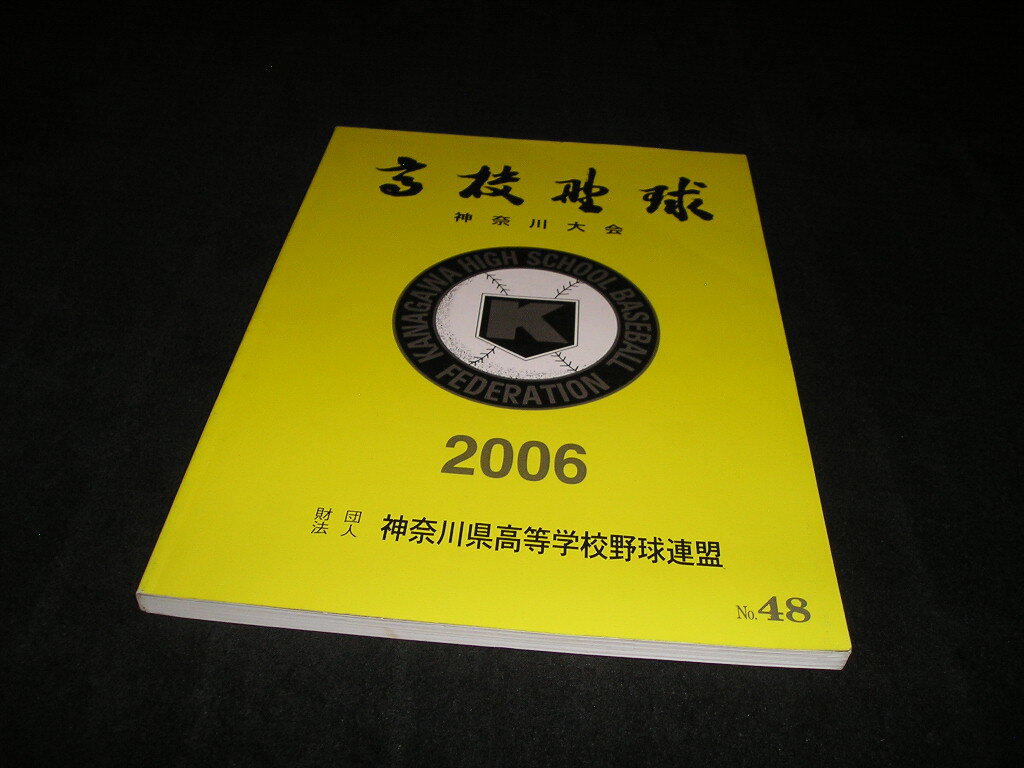 高校野球
神奈川大会
KANAGAWA HIGH SCHOOL BASEBALL
FEDERATION
K
2006
財団
法人
神奈川県高等学校野球連盟
No.48